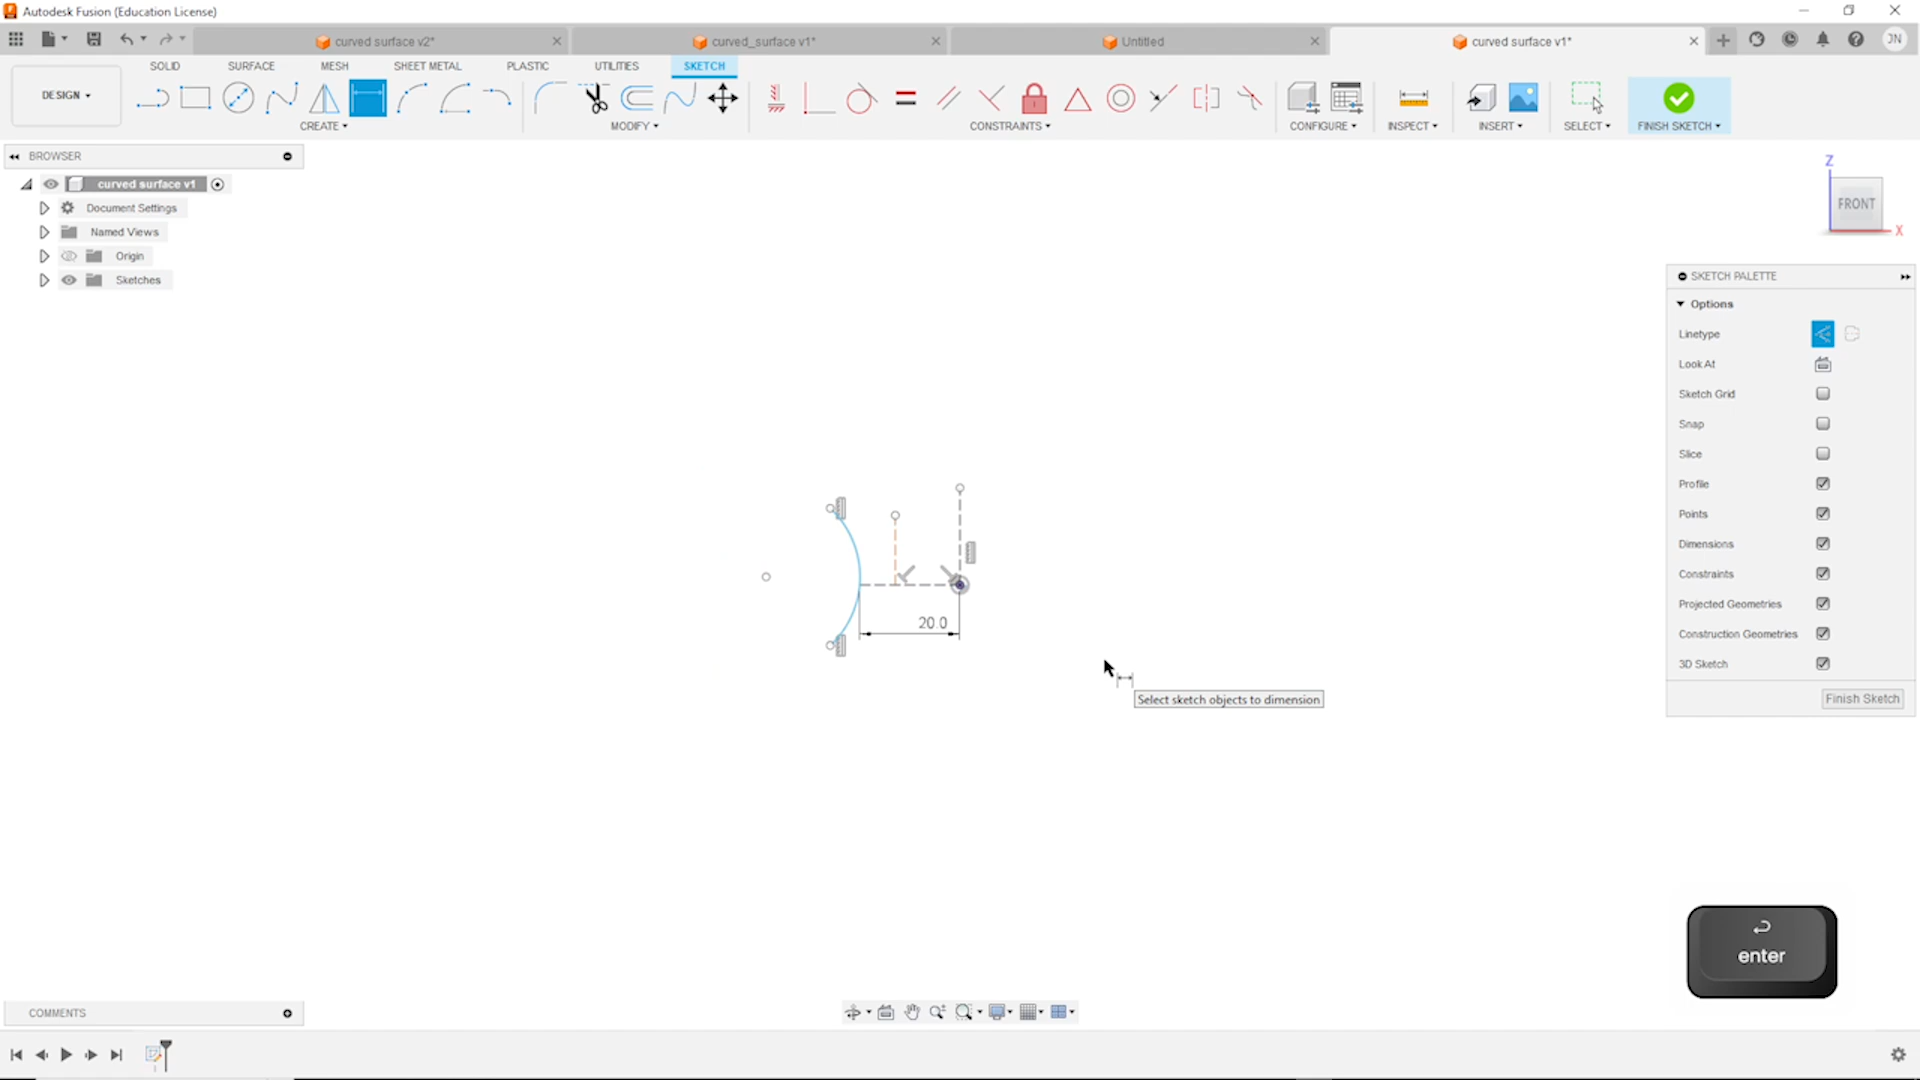 Autodesk Fusion (Education License)
curved surface v2*
curved_surface v1*
Untitled
curved surface v1*
JN
DESIGN
SOLID
SURFACE
MESH
SHEET METAL
PLASTIC
UTILITIES
SKETCH
CREATE
MODIFY
CONSTRAINTS
CONFIGURE
INSPECT
INSERT
SELECT
FINISH SKETCH
BROWSER
curved surface v1
Document Settings
Named Views
Origin
Sketches
Z
FRONT
X
SKETCH PALETTE
Options
Linetype
Look At
Sketch Grid
Snap
Slice
Profile
Points
Dimensions
Constraints
Projected Geometries
Construction Geometries
3D Sketch
Finish Sketch
20.0
Select sketch objects to dimension
enter
COMMENTS